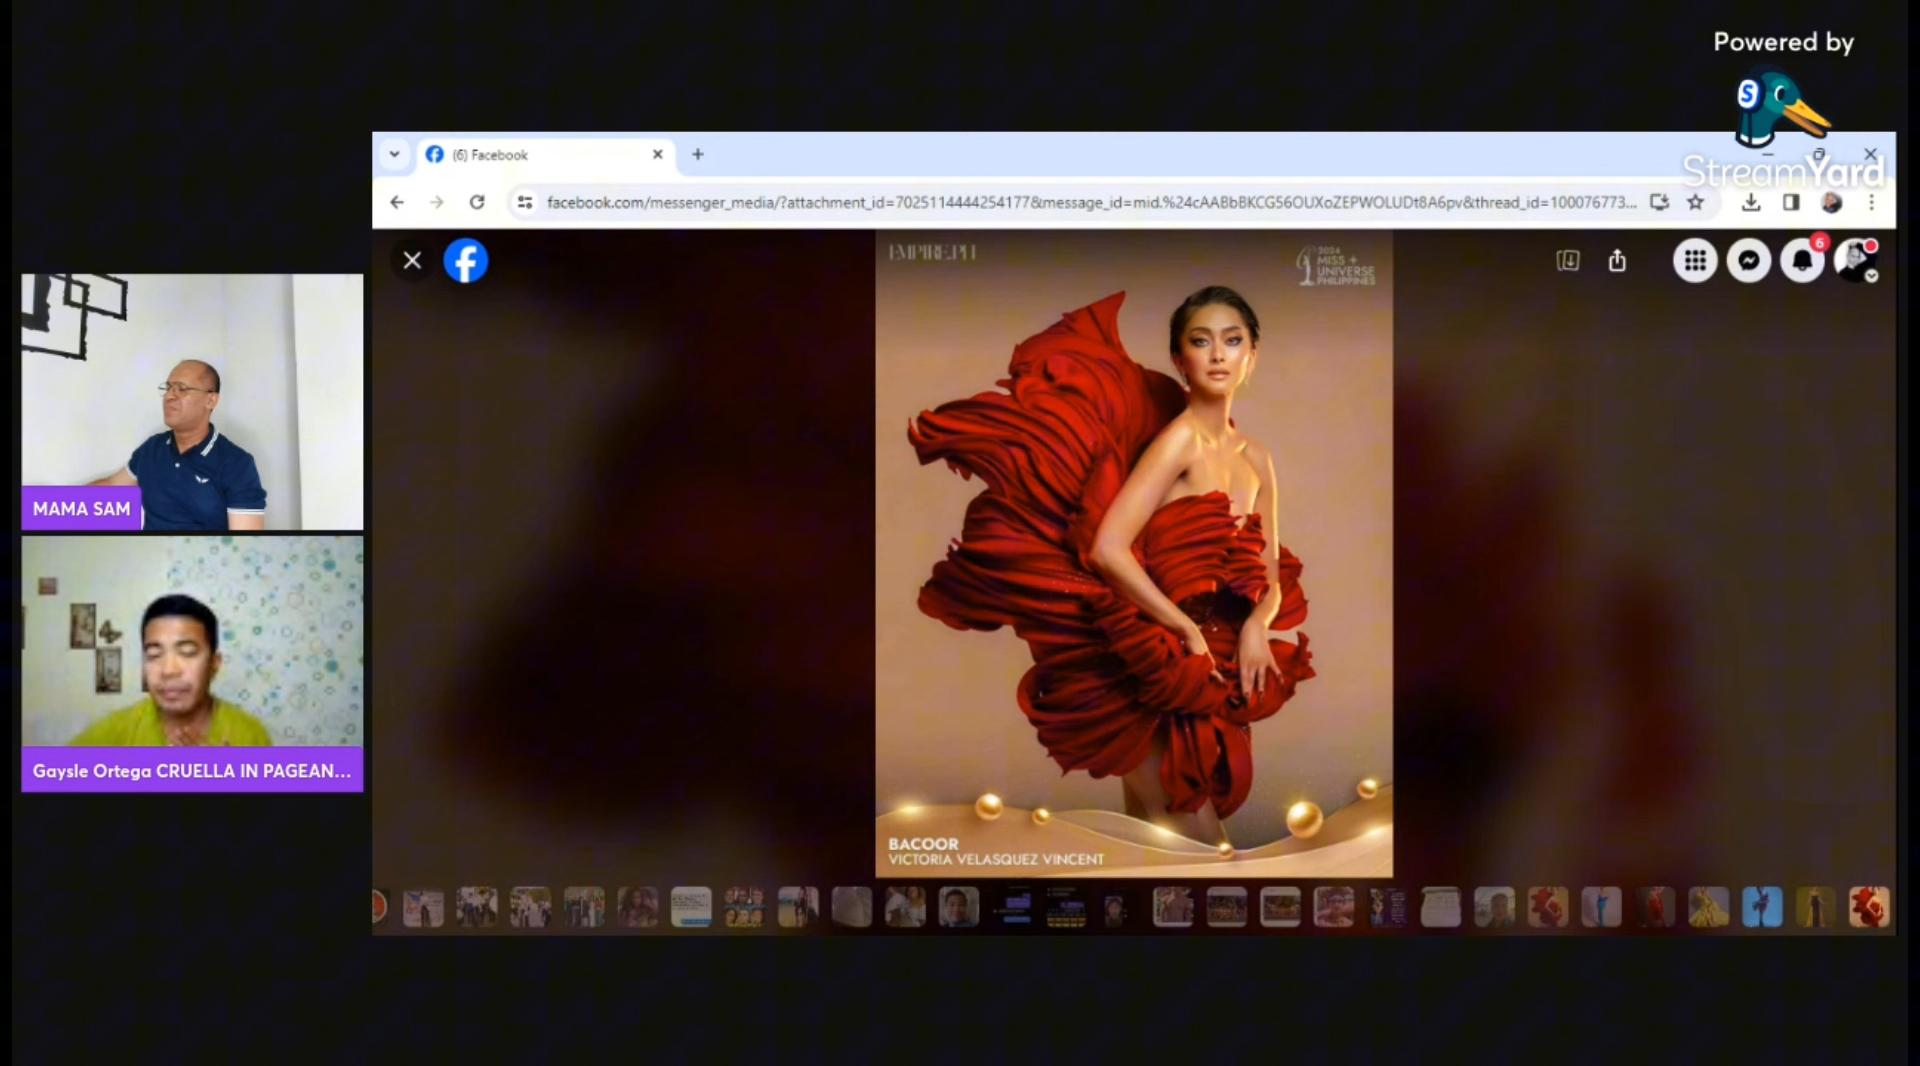 Powered by
StreamYard
(6) Facebook
facebook.com/messenger_media/?attachment_id=7025114444254177&message_id=mid.%24cAABbBKCG56OUXoZEPWOLUDt8A6pv&thread_id=100076773...
6
EMPIRE.PH
2024
MISS +
UNIVERSE
PHILIPPINES
MAMA SAM
Gaysle Ortega CRUELLA IN PAGEAN...
BACOOR
VICTORIA VELASQUEZ VINCENT